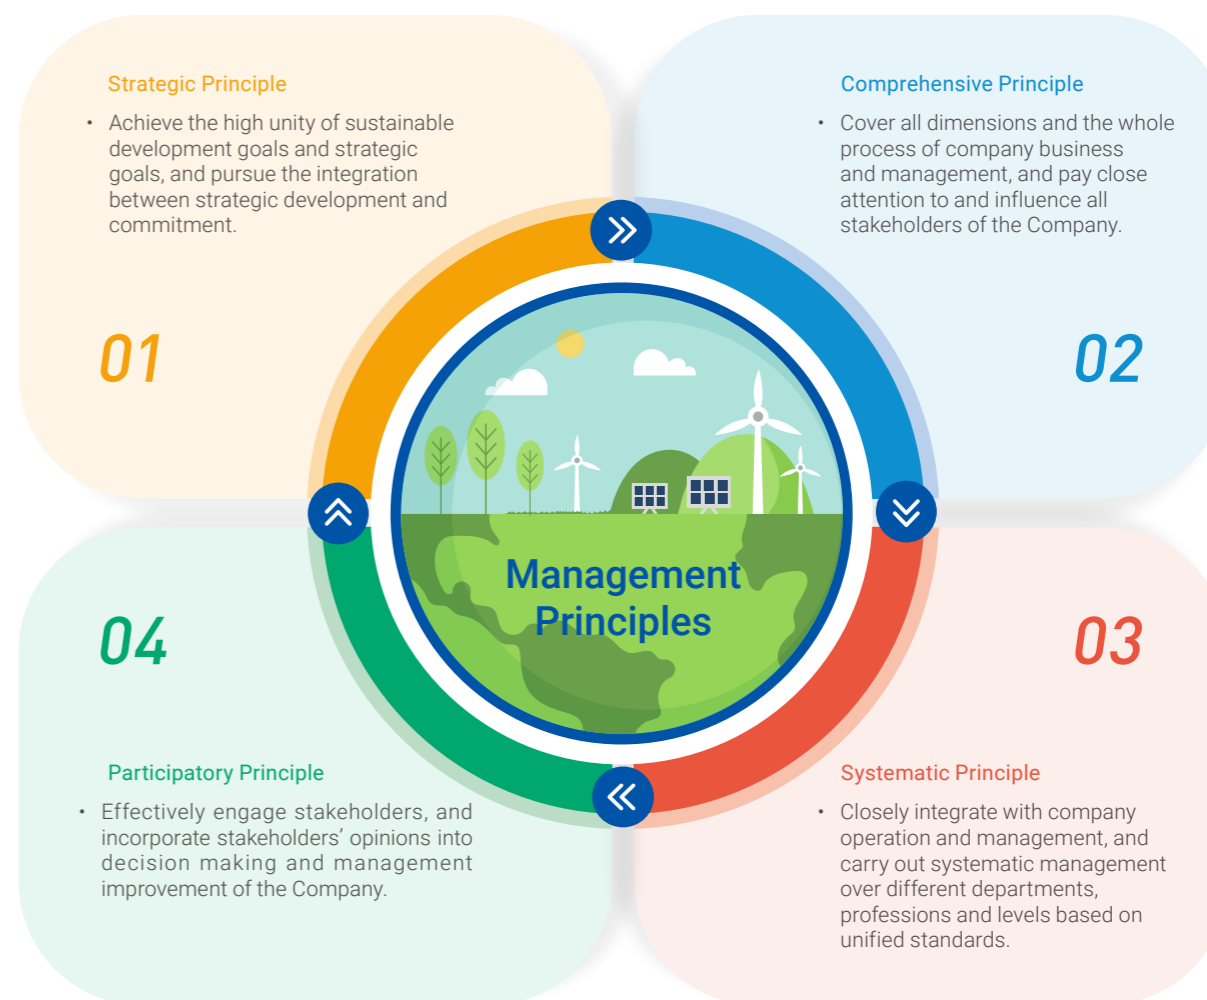 Strategic Principle
• Achieve the high unity of sustainable
development goals and strategic
goals, and pursue the integration
between strategic development and
commitment.
01
Comprehensive Principle
• Cover all dimensions and the whole
process of company business
and management, and pay close
attention to and influence all
stakeholders of the Company.
02
Management
Principles
03
Systematic Principle
• Closely integrate with company
operation and management, and
carry out systematic management
over different departments,
professions and levels based on
unified standards.
04
Participatory Principle
• Effectively engage stakeholders, and
incorporate stakeholders’ opinions into
decision making and management
improvement of the Company.